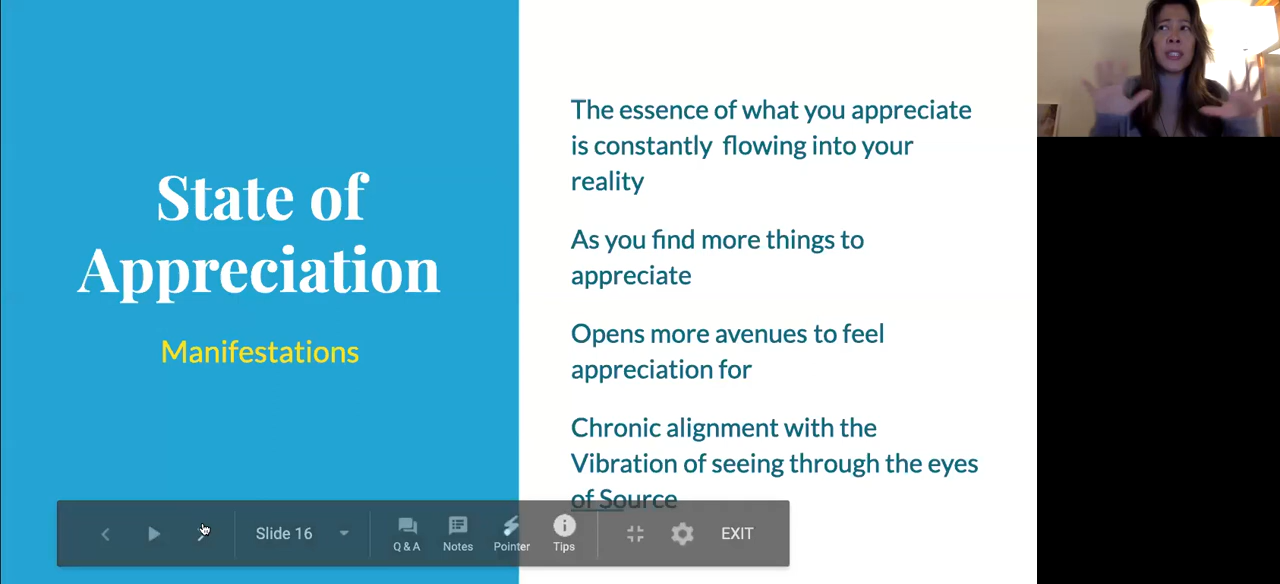 State of
Appreciation
Manifestations
The essence of what you appreciate
is constantly flowing into your
reality
As you find more things to
appreciate
Opens more avenues to feel
appreciation for
Chronic alignment with the
Vibration of seeing through the eyes
of Source
Slide 16
Q & A
Notes
Pointer
Tips
EXIT